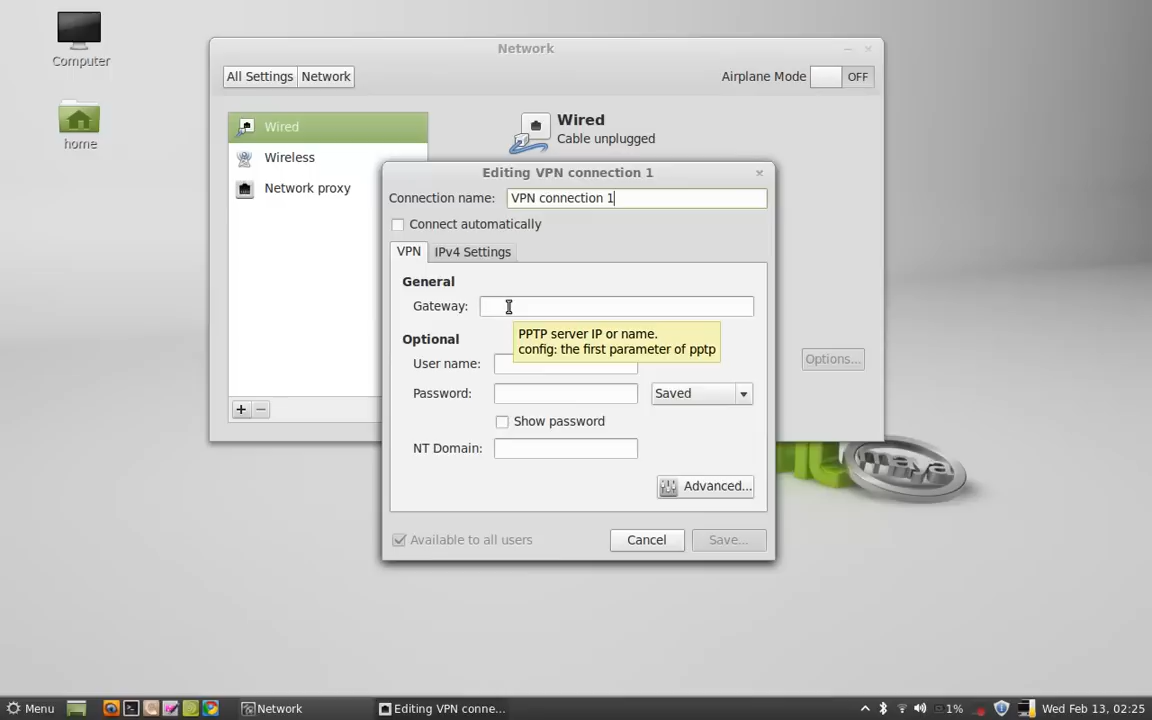 Computer
home
Network
All Settings
Network
Airplane Mode
OFF
Wired
Wireless
Network proxy
Wired
Cable unplugged
Options...
Editing VPN connection 1
Connection name:
VPN connection 1
Connect automatically
VPN
IPv4 Settings
General
Gateway:
PPTP server IP or name.
config: the first parameter of pptp
Optional
User name:
Password:
Saved
Show password
NT Domain:
Advanced...
Available to all users
Cancel
Save...
maya
Menu
Network
Editing VPN conne...
1%
Wed Feb 13, 02:25